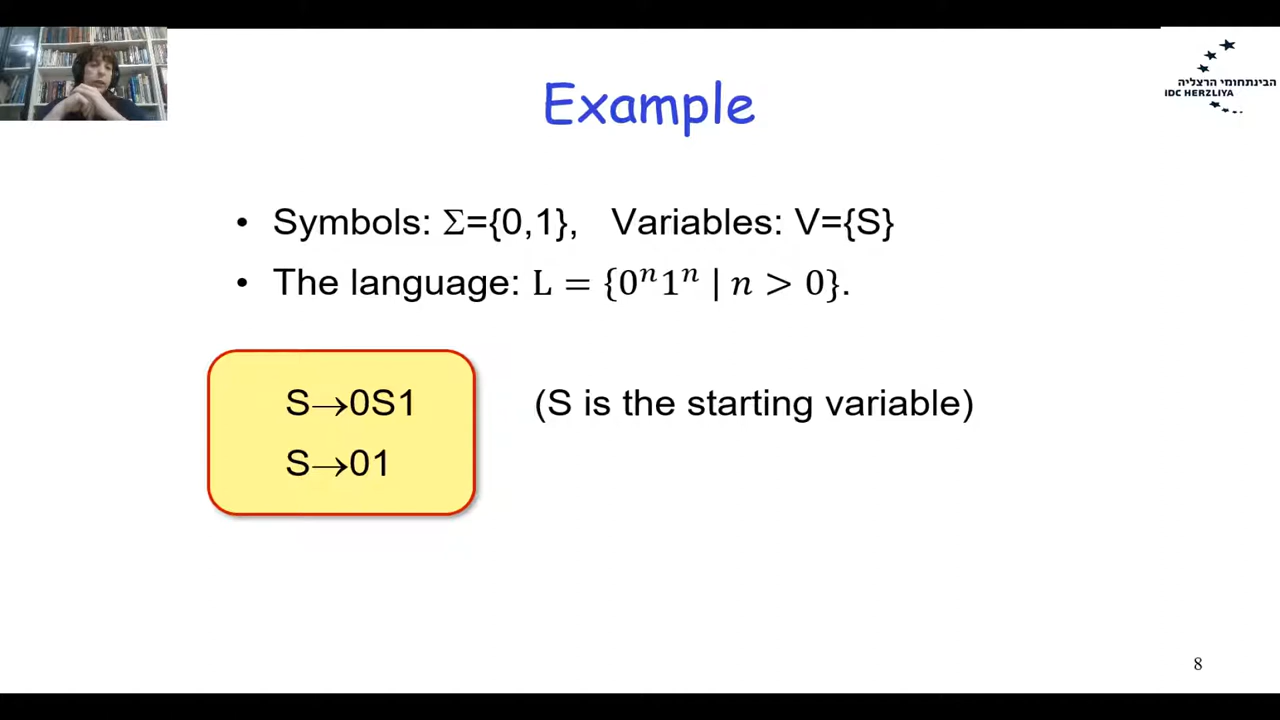 הבינתחומי הרצליה
IDC HERZLIYA
Example
• Symbols: Σ={0,1}, Variables: V={S}
• The language: L = {0ⁿ1ⁿ | n > 0}.
S→0S1 (S is the starting variable)
S→01
8